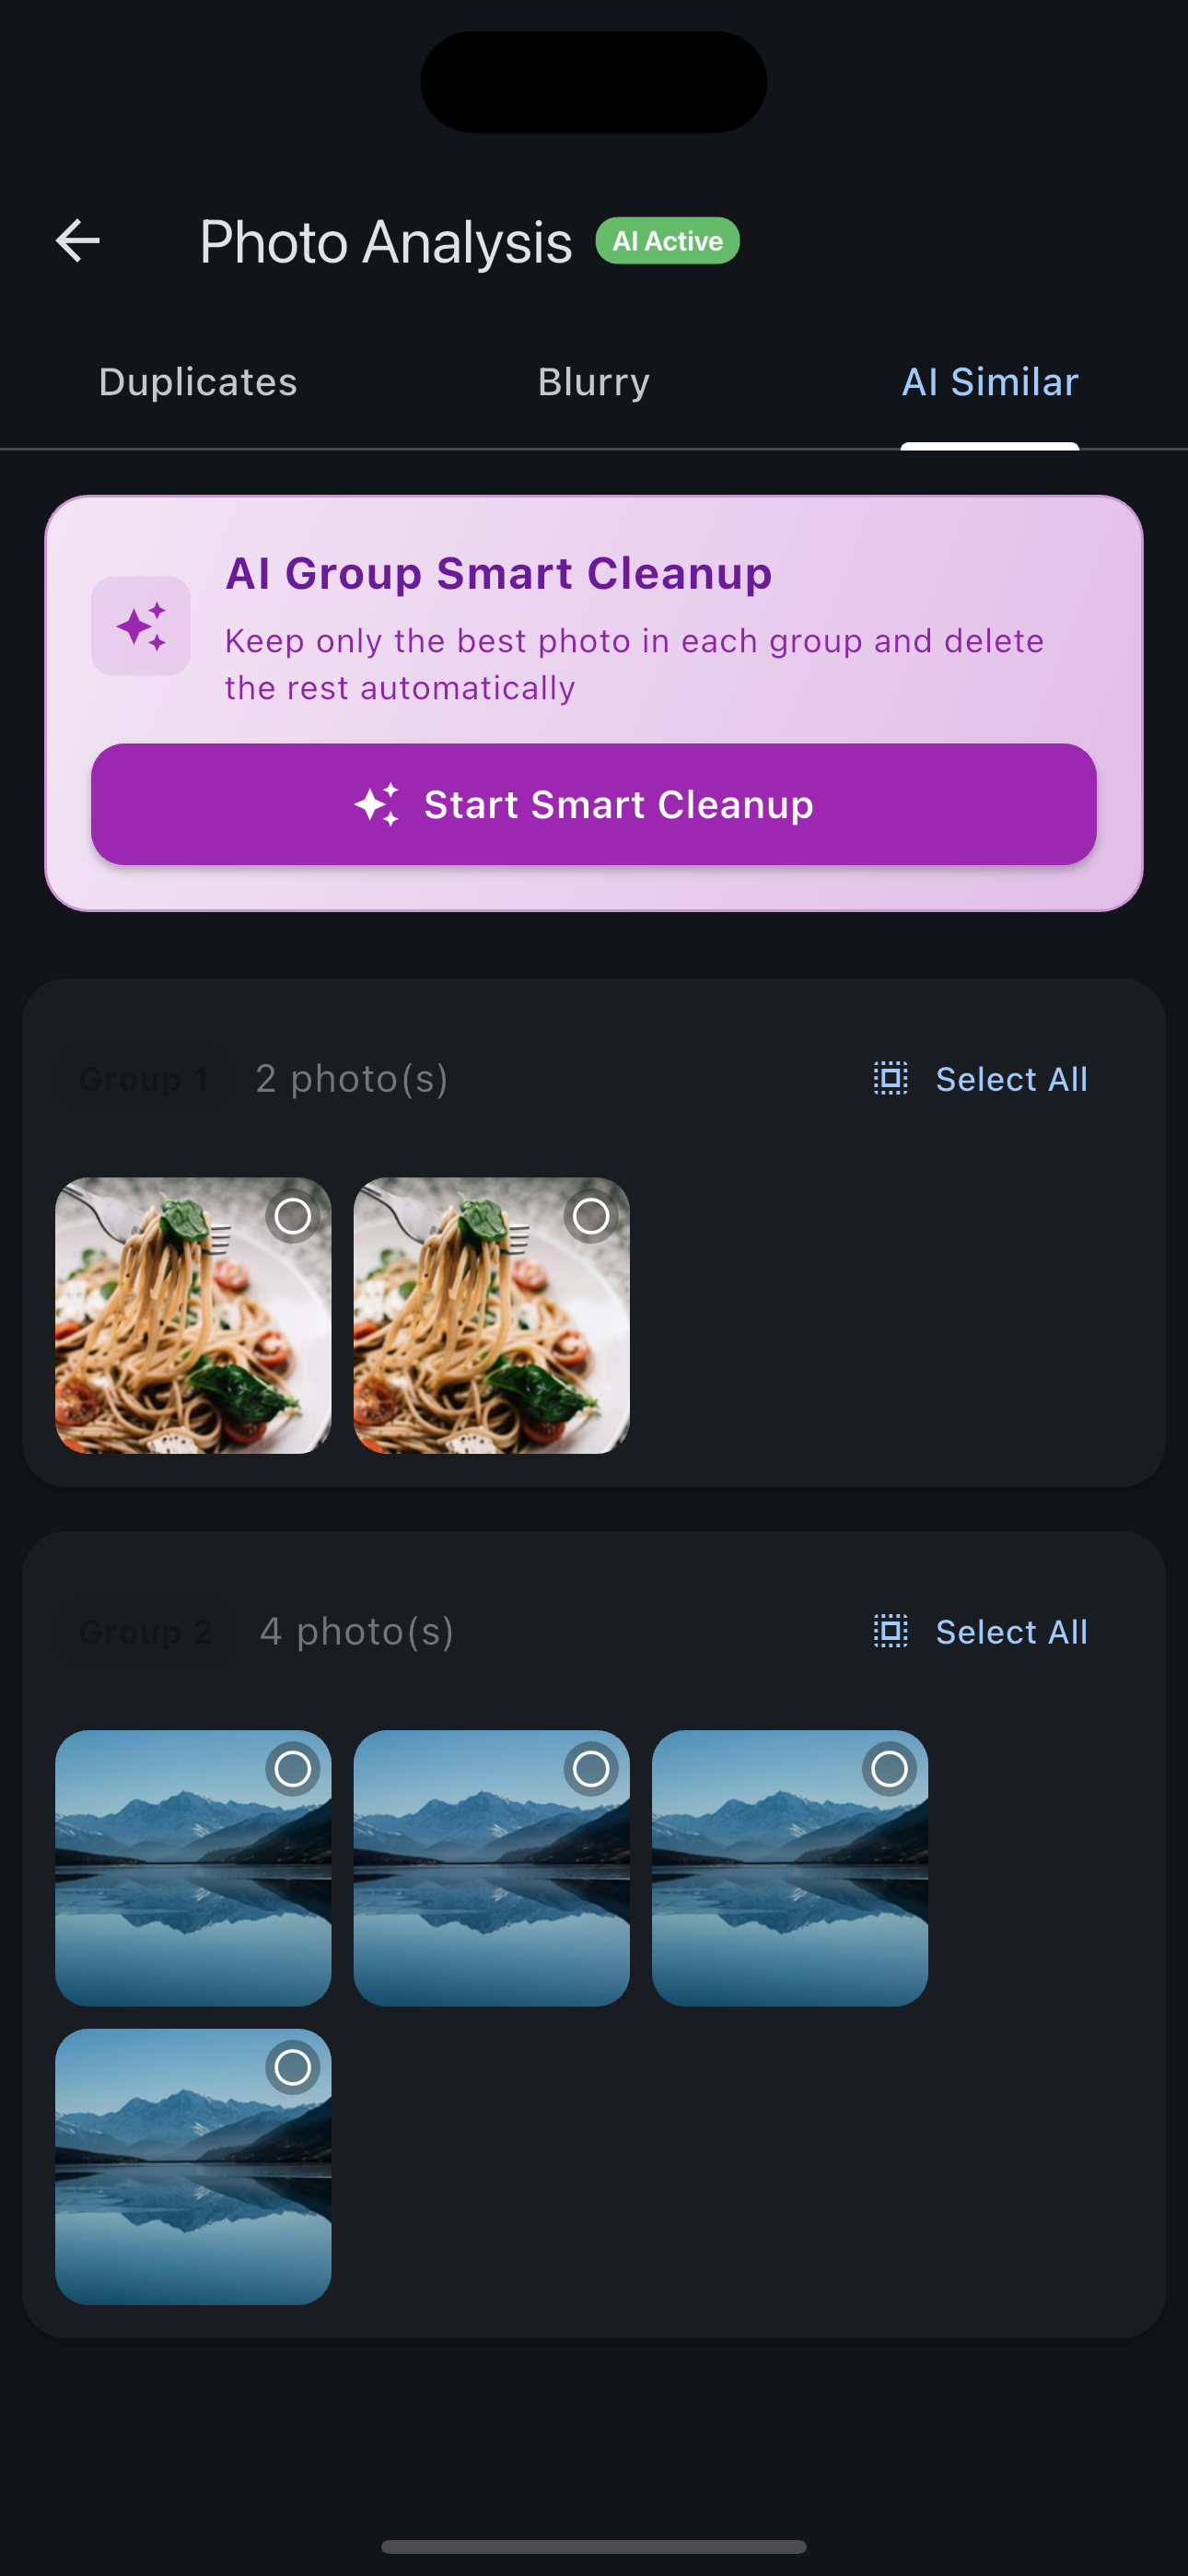 Photo Analysis AI Active
Duplicates Blurry AI Similar
AI Group Smart Cleanup
Keep only the best photo in each group and delete
the rest automatically
Start Smart Cleanup
Group 1 2 photo(s) Select All
Group 2 4 photo(s) Select All